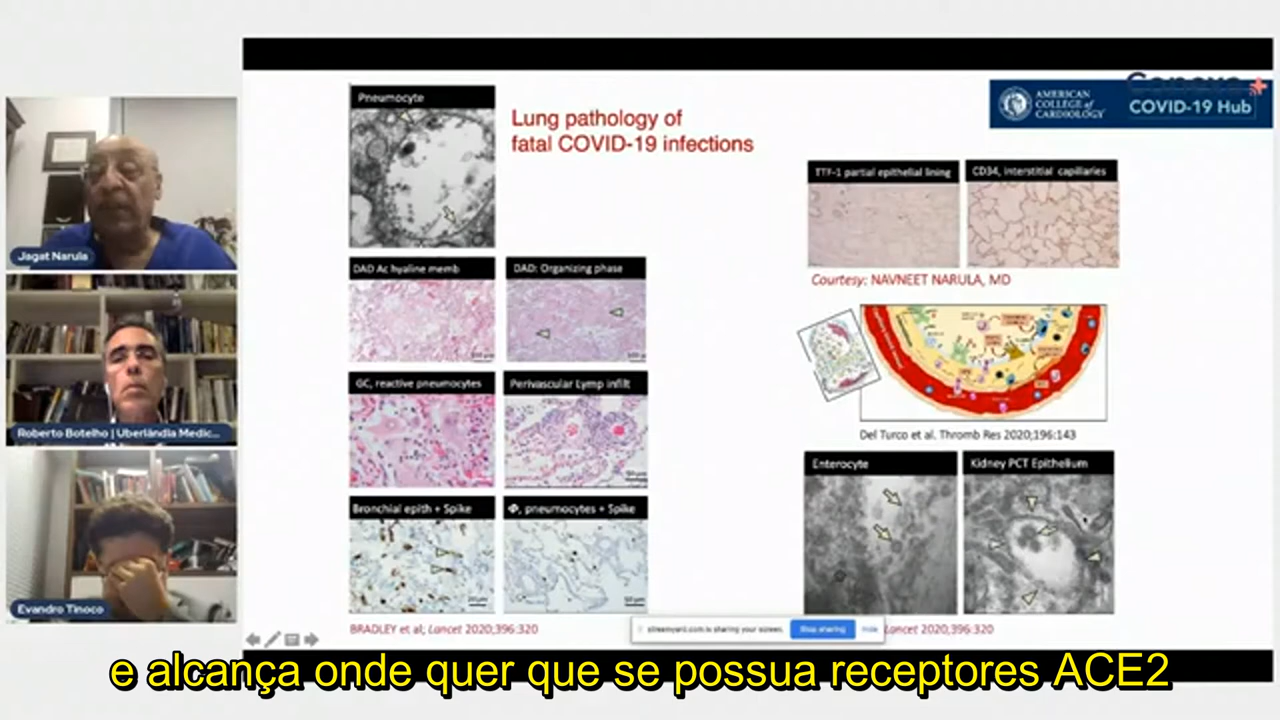 Pneumocyte
Lung pathology of
fatal COVID-19 infections
AMERICAN
COLLEGE of
CARDIOLOGY
COVID-19 Hub
TTF-1 partial epithelial lining
CD34, interstitial capillaries
Courtesy: NAVNEET NARULA, MD
Jagat Narula
DAD Ac hyaline memb
DAD: Organizing phase
GC, reactive pneumocytes
Perivascular Lymp infilt
Roberto Botelho | Uberlândia Medic...
Del Turco et al. Thromb Res 2020;196:143
Enterocyte
Kidney PCT Epithelium
Bronchial epith + Spike
Φ, pneumocytes + Spike
Evandro Tinoco
BRADLEY et al; Lancet 2020;396:320
streamyard.com is sharing your screen.
Stop sharing
Hide
Lancet 2020;396:320
e alcança onde quer que se possua receptores ACE2